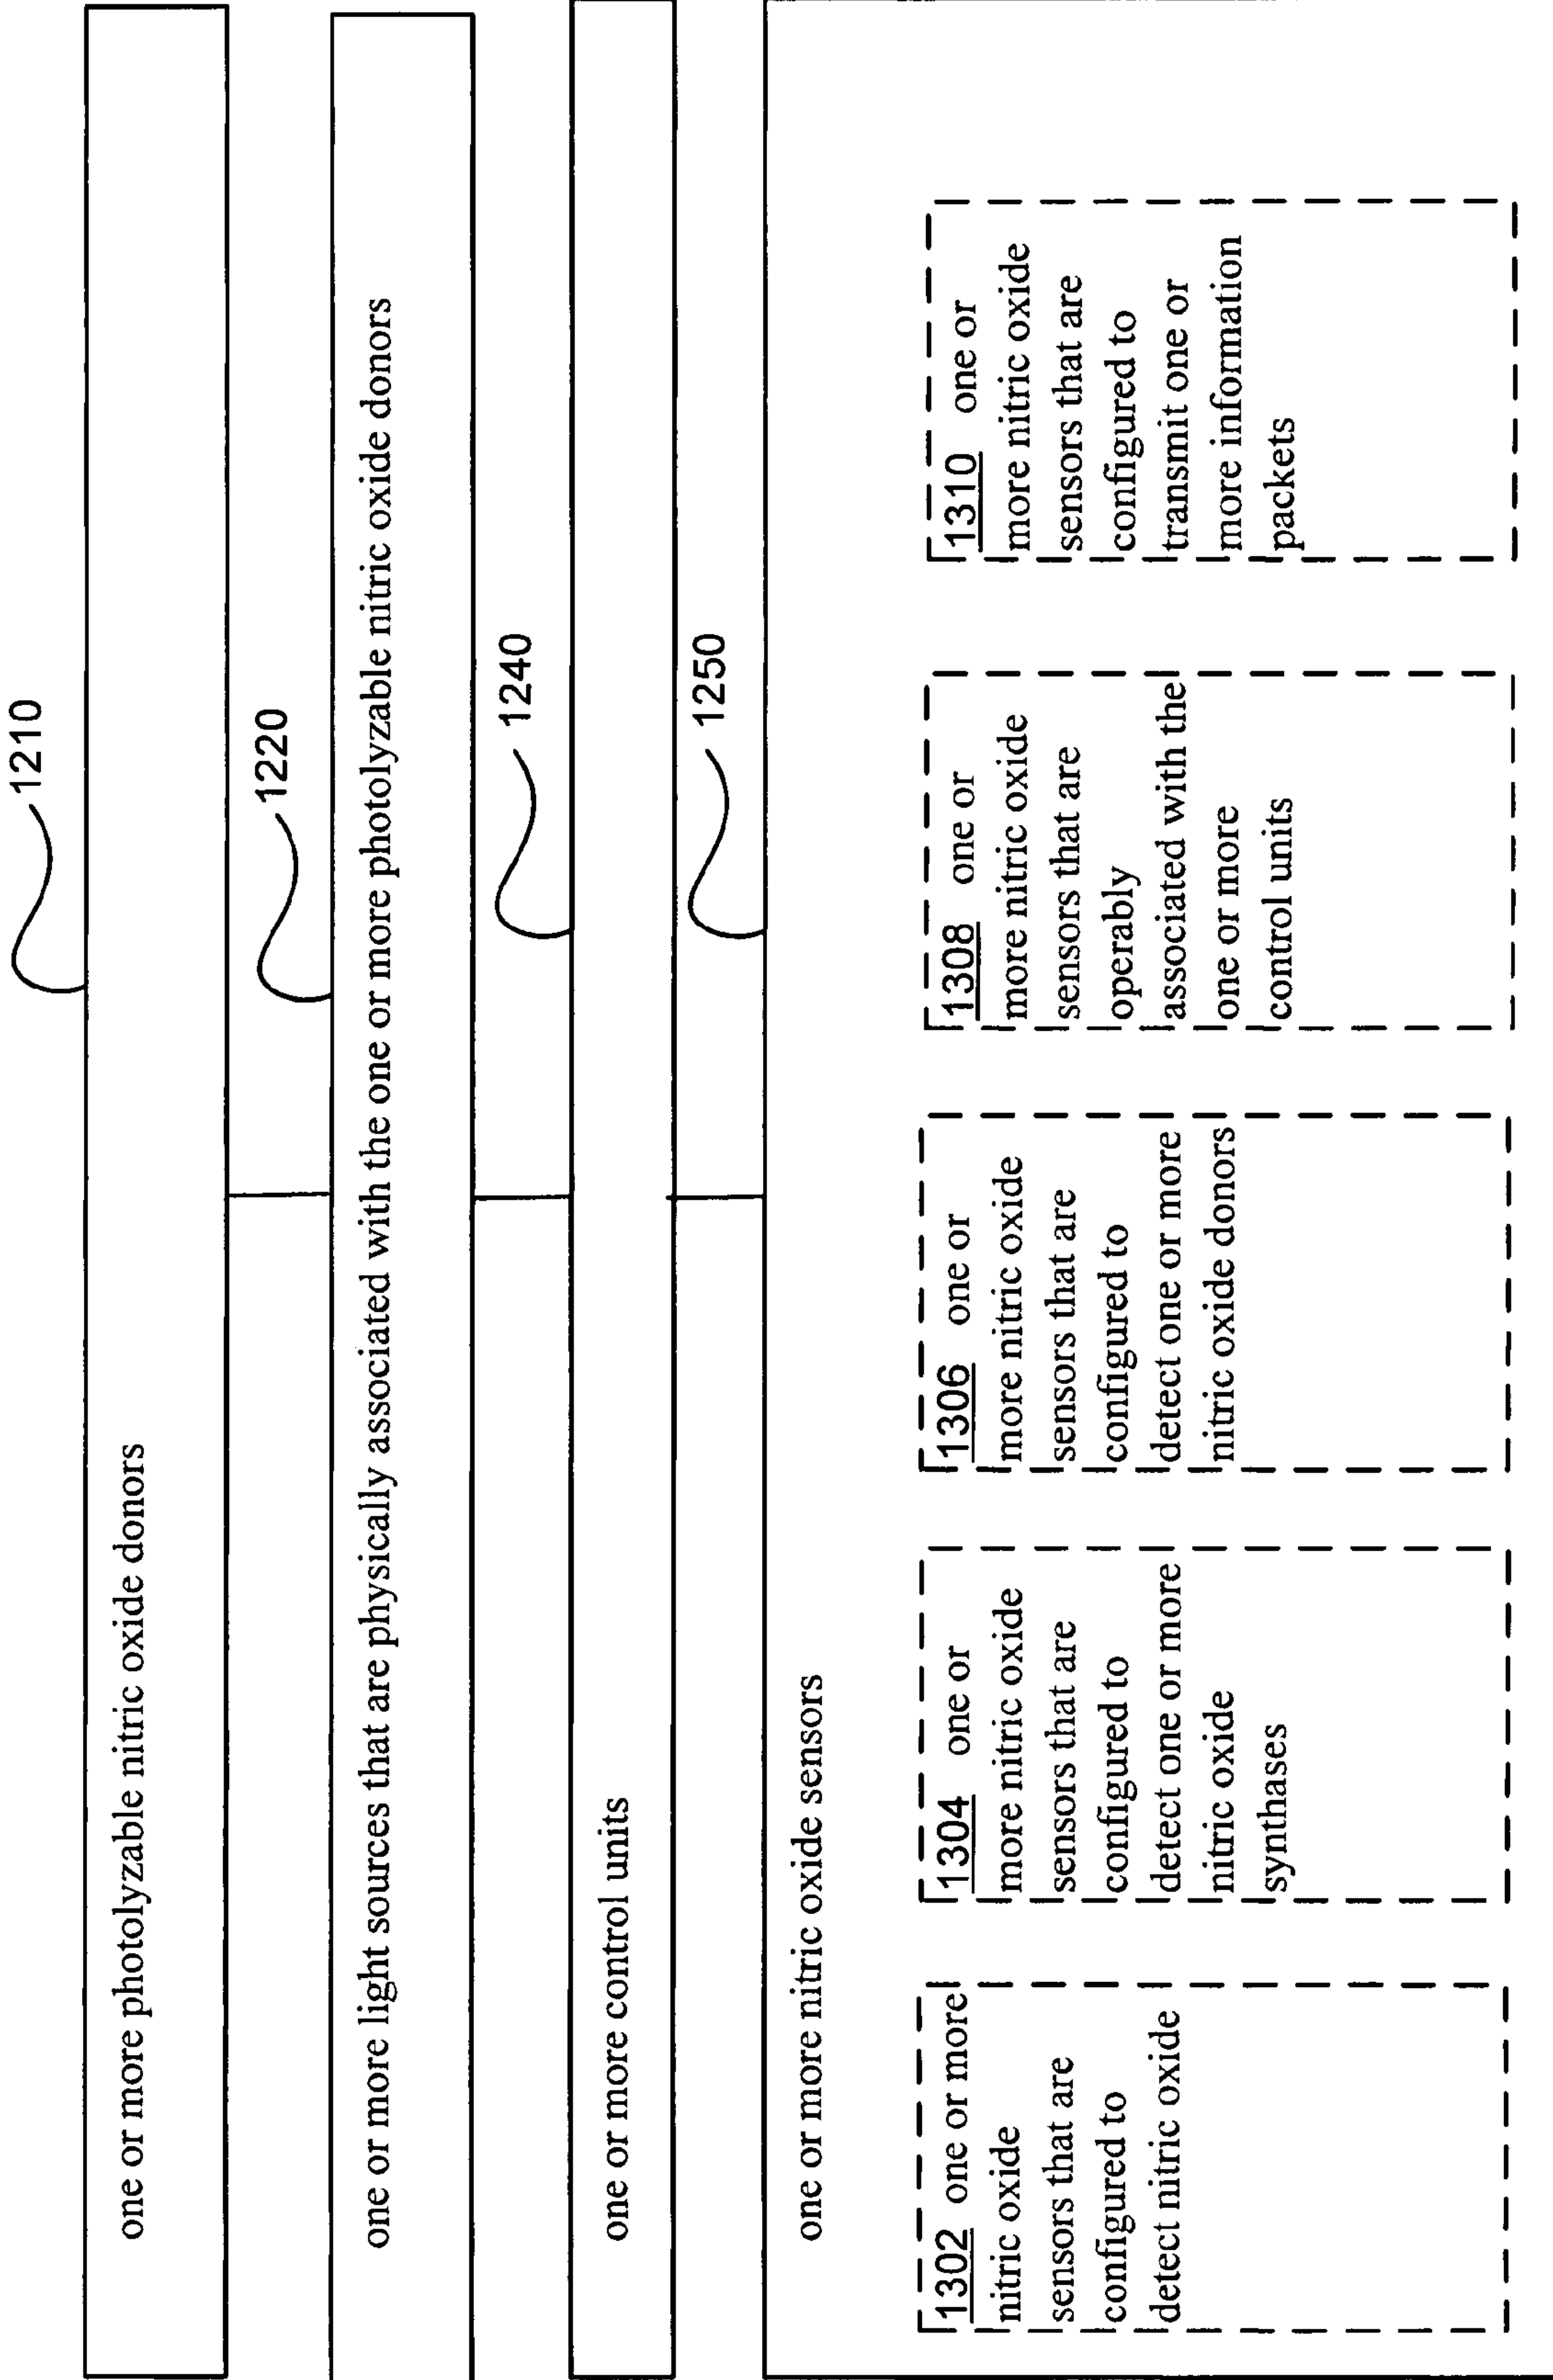 1210
one or more photolyzable nitric oxide donors
1220
one or more light sources that are physically associated with the one or more photolyzable nitric oxide donors
1240
one or more control units
1250
one or more nitric oxide sensors
1302 one or more
nitric oxide
sensors that are
configured to
detect nitric oxide
1304 one or
more nitric oxide
sensors that are
configured to
detect one or more
nitric oxide
synthases
1306 one or
more nitric oxide
sensors that are
configured to
detect one or more
nitric oxide donors
1308 one or
more nitric oxide
sensors that are
operably
associated with the
one or more
control units
1310 one or
more nitric oxide
sensors that are
configured to
transmit one or
more information
packets